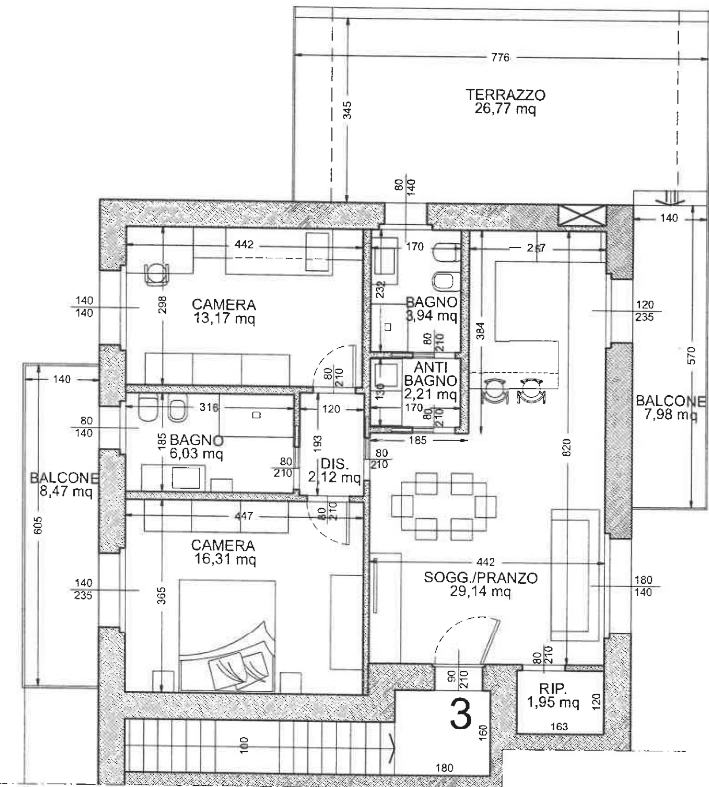 776
TERRAZZO
26,77 mq
345
80
140
140
442
170
CAMERA
13,17 mq
298
140
140
232
BAGNO
3,94 mq
384
120
235
570
80
210
ANTI
BAGNO
2,21 mq
130
170
80
210
140
80
210
316
120
BALCONE
7,98 mq
80
140
185
BAGNO
6,03 mq
193
185
820
80
210
DIS.
2,12 mq
80
210
BALCONE
8,47 mq
605
447
80
210
CAMERA
16,31 mq
365
140
235
442
SOGG./PRANZO
29,14 mq
180
140
80
210
90
210
RIP.
1,95 mq
120
163
3
160
100
180